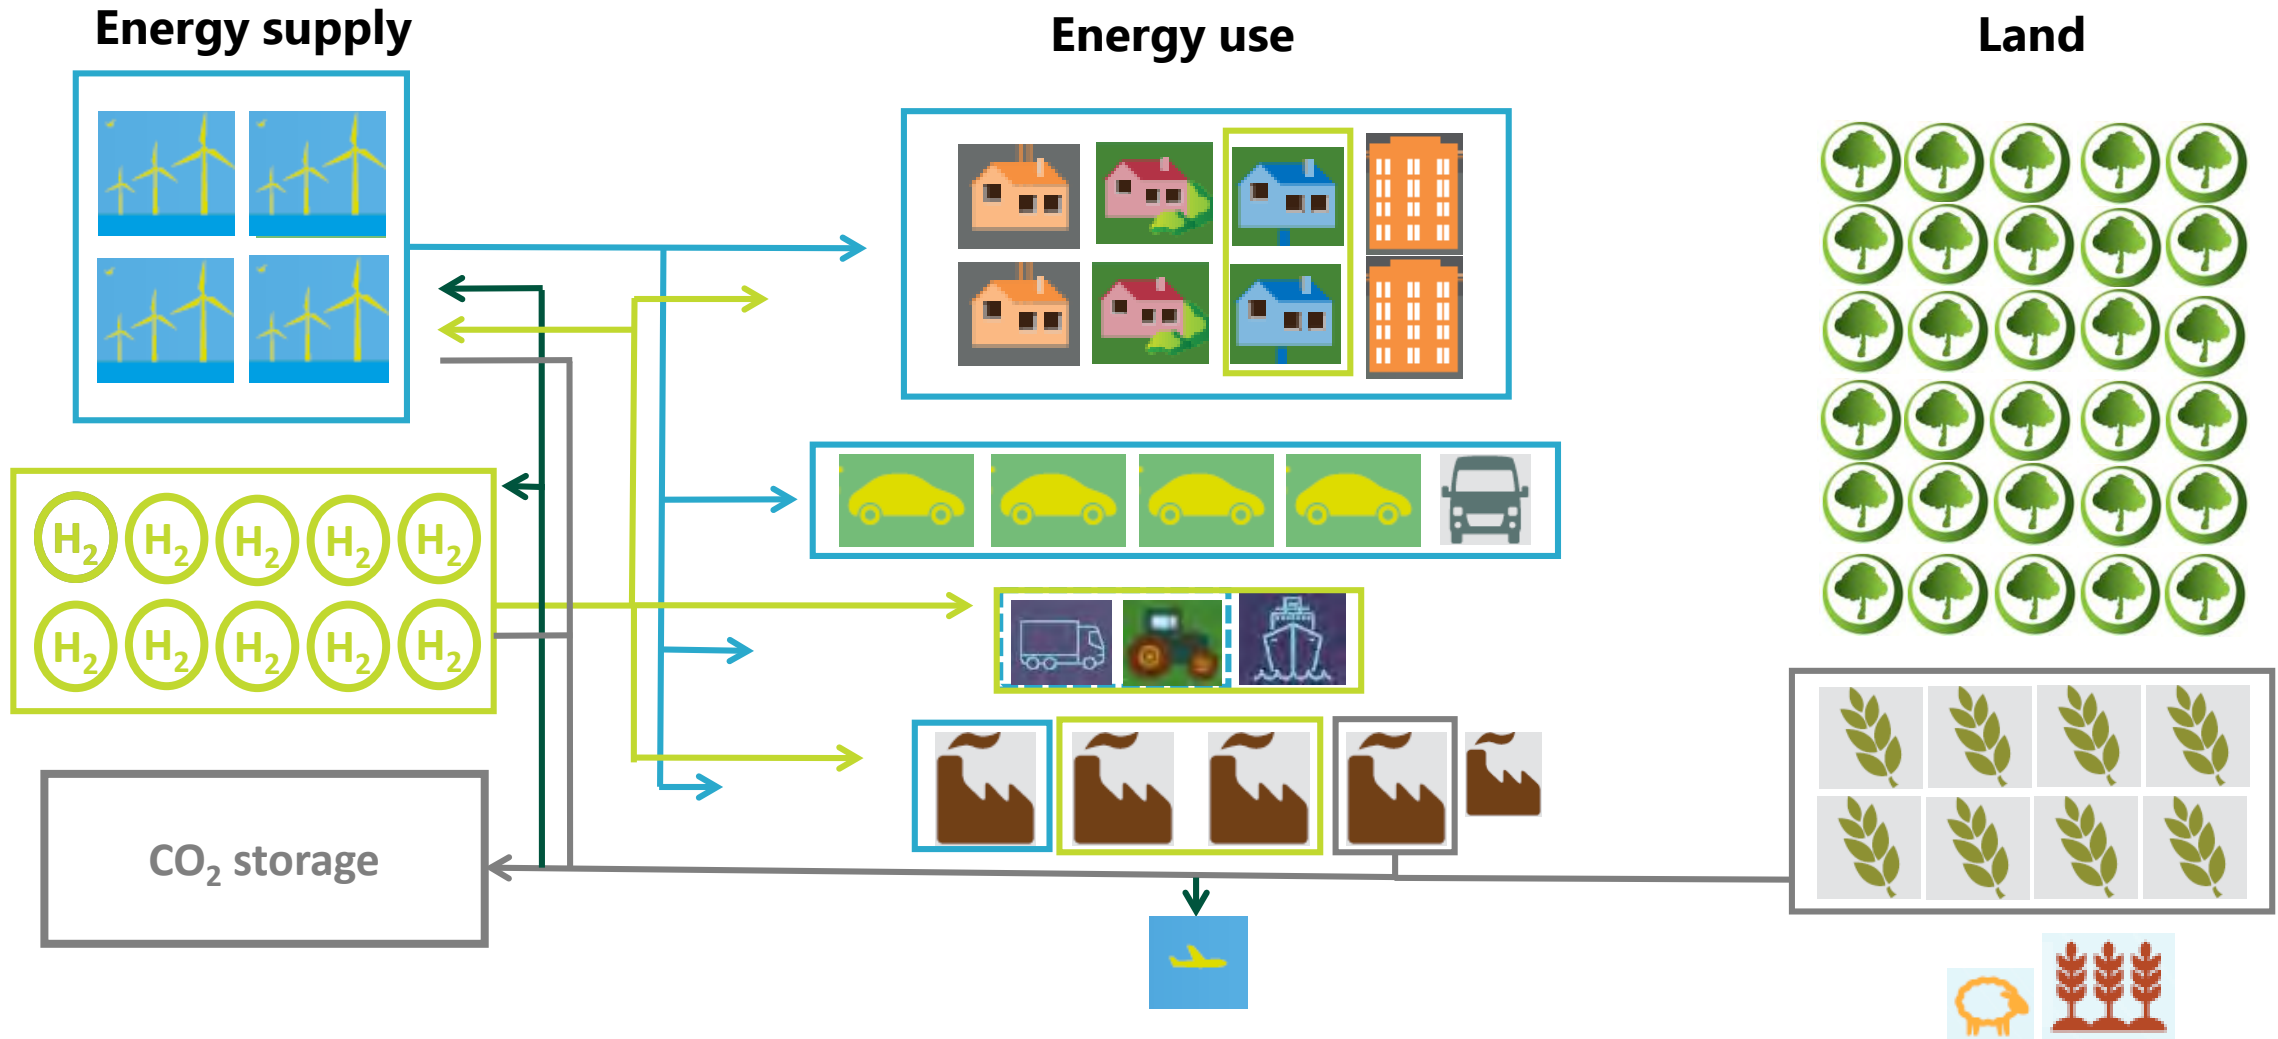 Energy supply
Energy use
Land
H₂ H₂ H₂ H₂ H₂
H₂ H₂ H₂ H₂ H₂
CO₂ storage